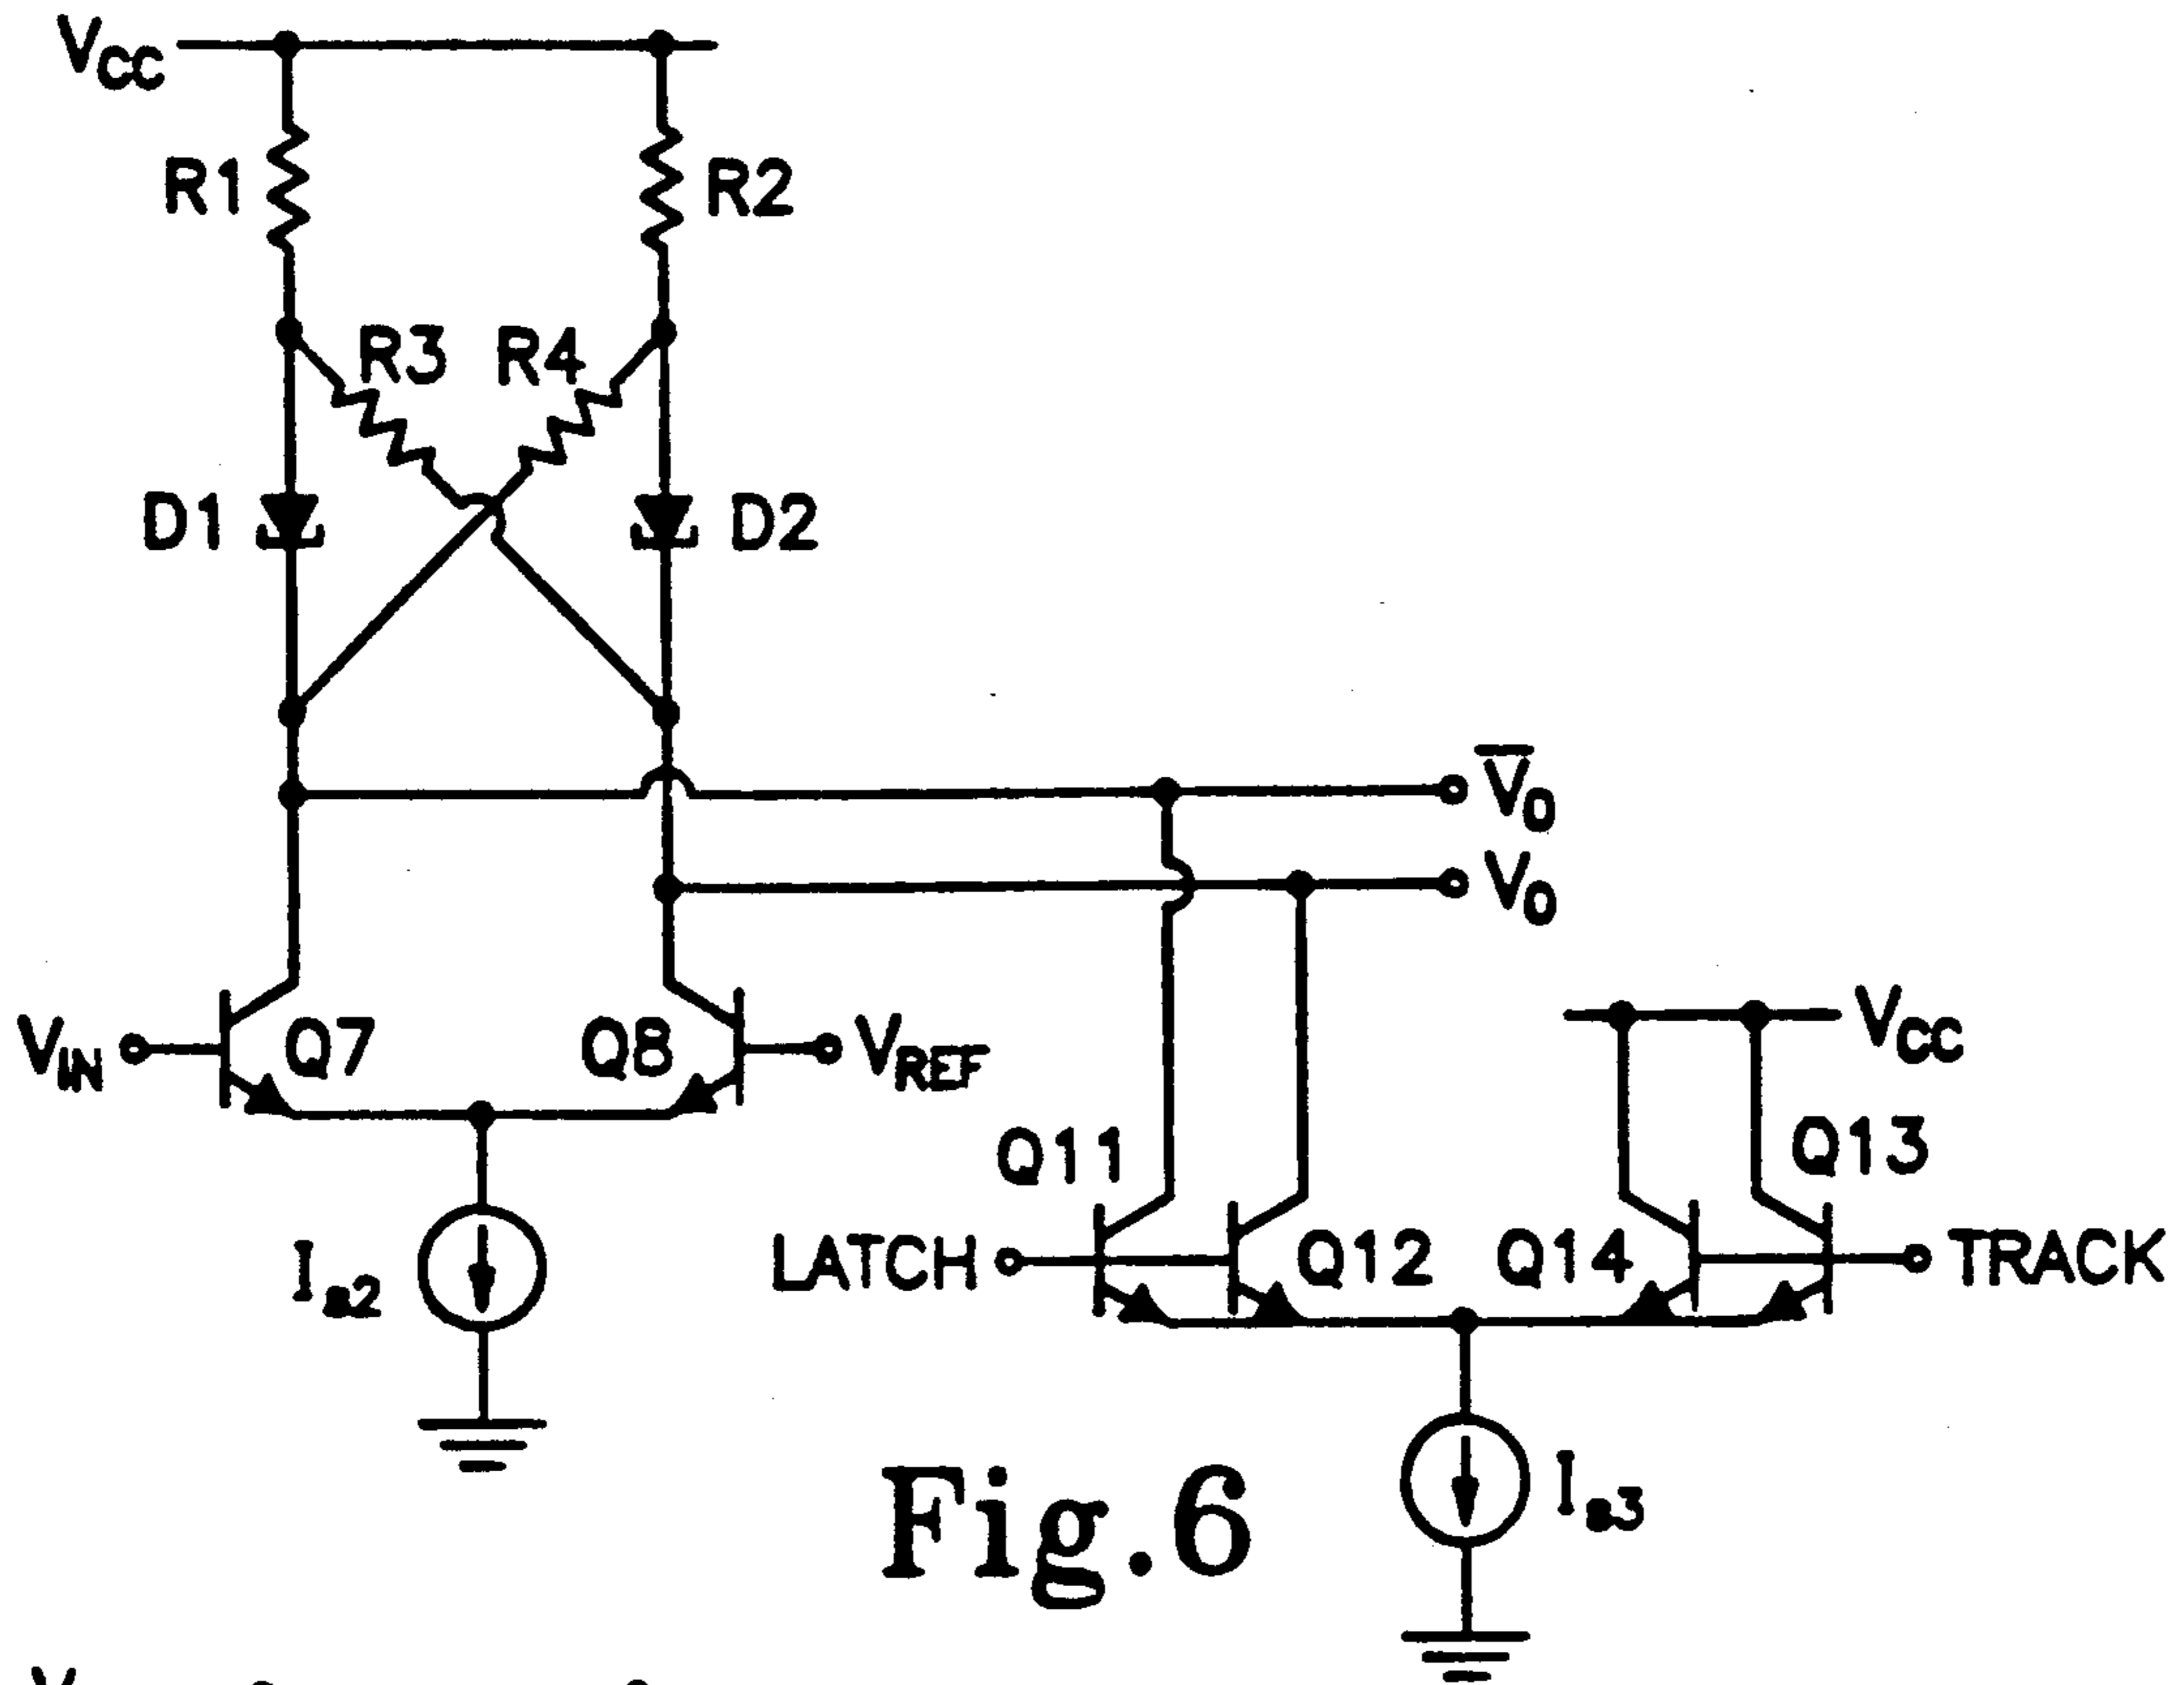 VCC
R1 R2
R3 R4
D1 D2
V̅O
VO
VIN Q7 Q8 VREF
VCC
Q11 Q13
LATCH Q12 Q14 TRACK
Is2
Is3
Fig.6